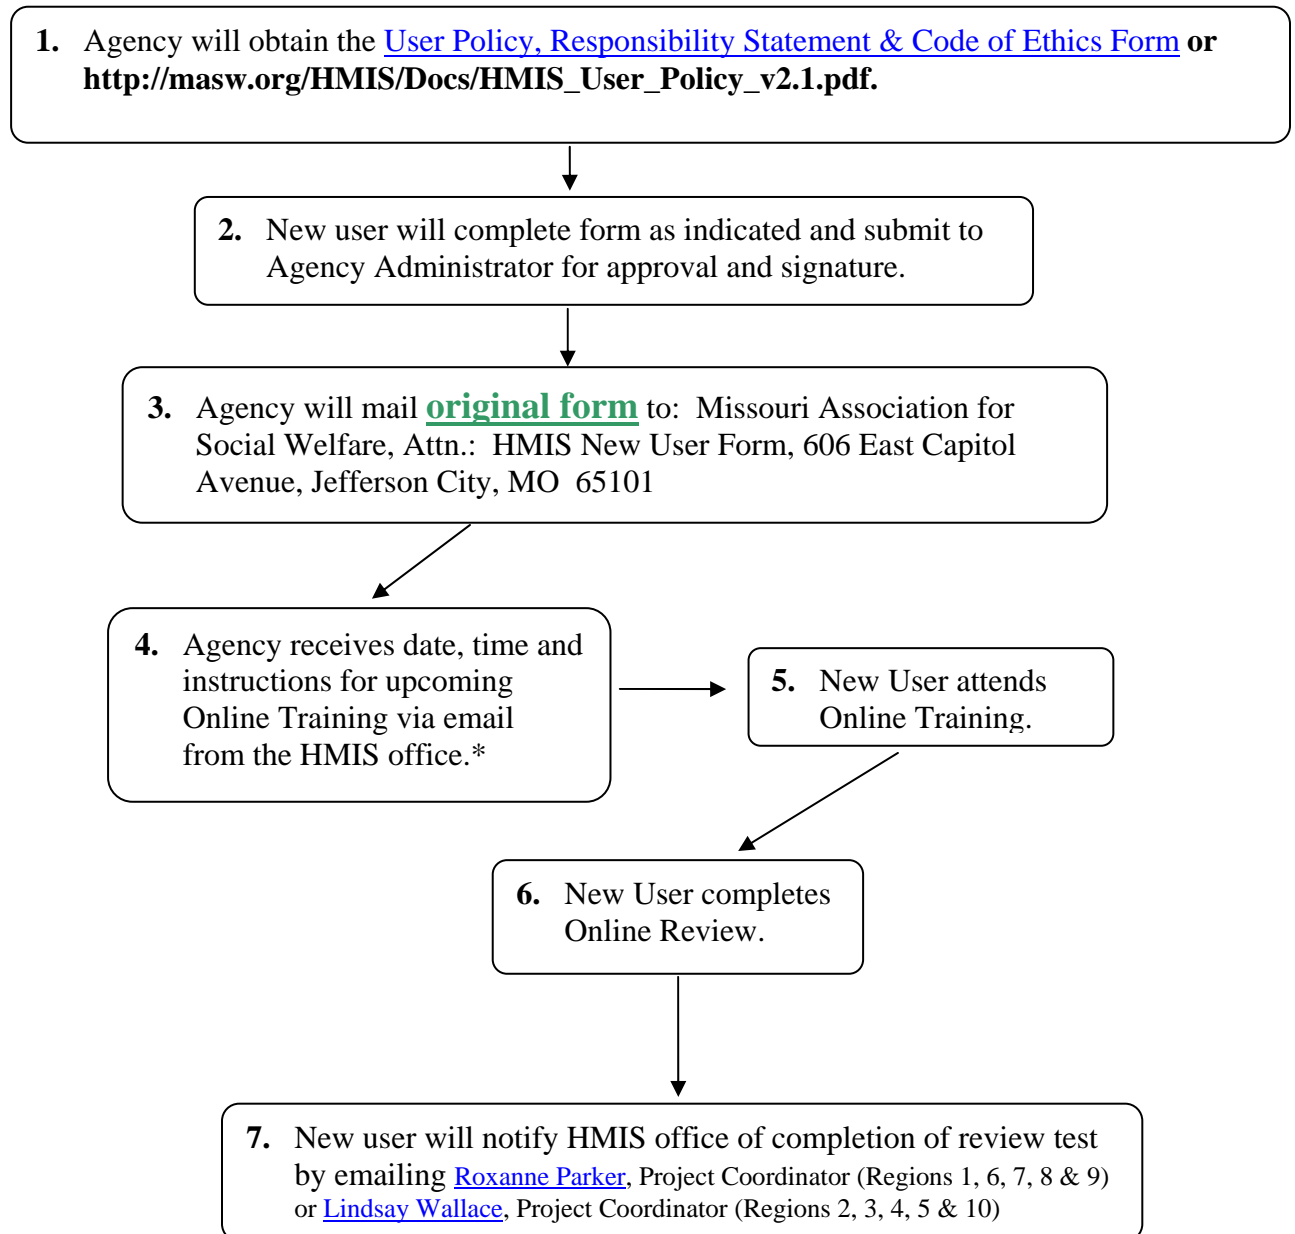 1. Agency will obtain the User Policy, Responsibility Statement & Code of Ethics Form or
http://masw.org/HMIS/Docs/HMIS_User_Policy_v2.1.pdf.
2. New user will complete form as indicated and submit to
Agency Administrator for approval and signature.
3. Agency will mail original form to: Missouri Association for
Social Welfare, Attn.: HMIS New User Form, 606 East Capitol
Avenue, Jefferson City, MO 65101
4. Agency receives date, time and
instructions for upcoming
Online Training via email
from the HMIS office.*
5. New User attends
Online Training.
6. New User completes
Online Review.
7. New user will notify HMIS office of completion of review test
by emailing Roxanne Parker, Project Coordinator (Regions 1, 6, 7, 8 & 9)
or Lindsay Wallace, Project Coordinator (Regions 2, 3, 4, 5 & 10)